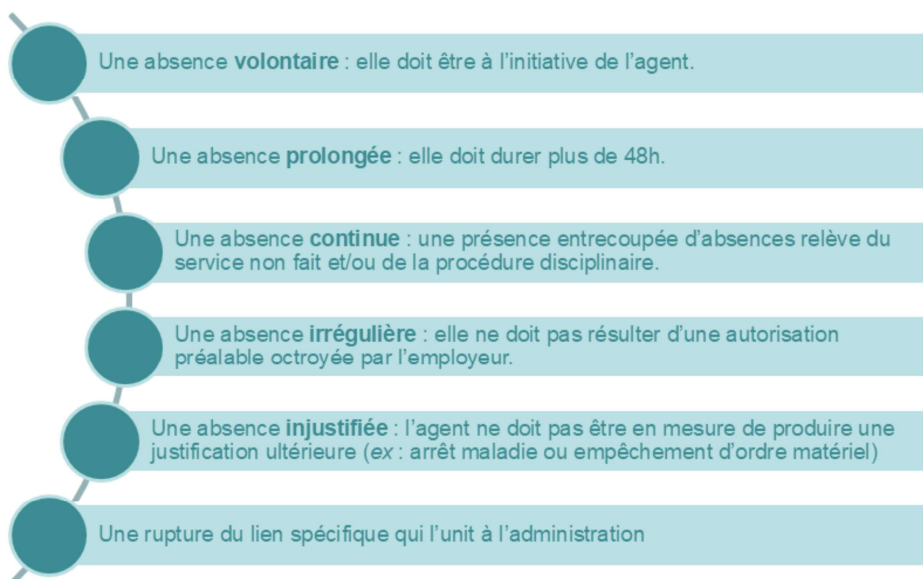 Une absence volontaire : elle doit être à l'initiative de l'agent.
Une absence prolongée : elle doit durer plus de 48h.
Une absence continue : une présence entrecoupée d'absences relève du
service non fait et/ou de la procédure disciplinaire.
Une absence irrégulière : elle ne doit pas résulter d'une autorisation
préalable octroyée par l'employeur.
Une absence injustifiée : l'agent ne doit pas être en mesure de produire une
justification ultérieure (ex : arrêt maladie ou empêchement d'ordre matériel)
Une rupture du lien spécifique qui l'unit à l'administration